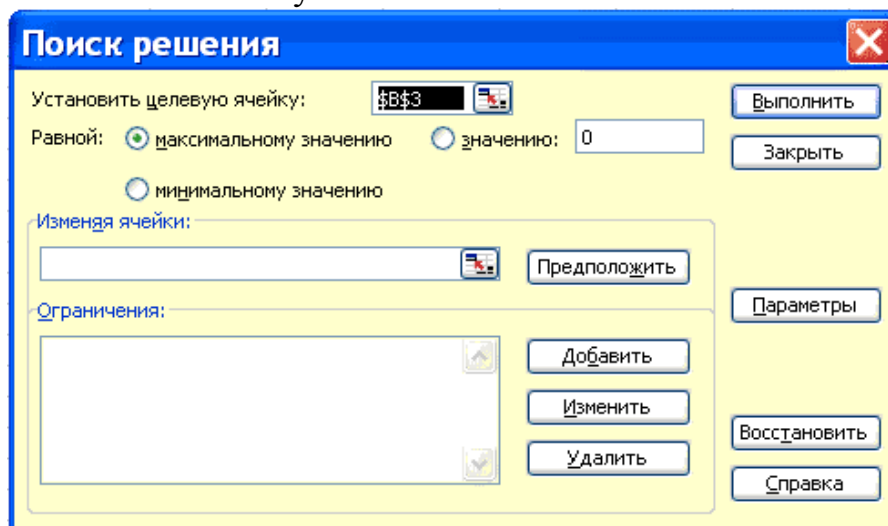 у
Поиск решения
Установить целевую ячейку: $B$3
Выполнить
Равной: максимальному значению значению: 0
Закрыть
минимальному значению
Изменяя ячейки:
Предположить
Параметры
Ограничения:
Добавить
Изменить
Восстановить
Удалить
Справка